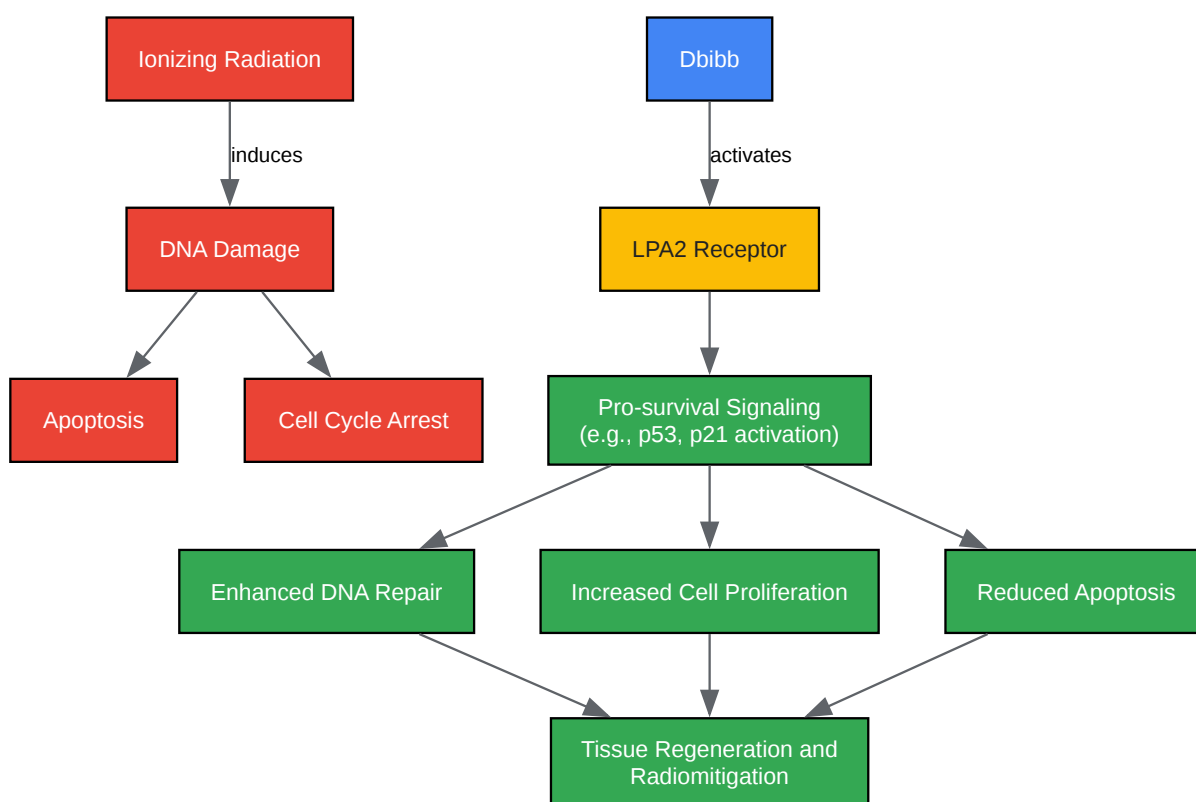 Ionizing Radiation
Dbibb
induces
activates
DNA Damage
LPA2 Receptor
Apoptosis
Cell Cycle Arrest
Pro-survival Signaling
(e.g., p53, p21 activation)
Enhanced DNA Repair
Increased Cell Proliferation
Reduced Apoptosis
Tissue Regeneration and
Radiomitigation